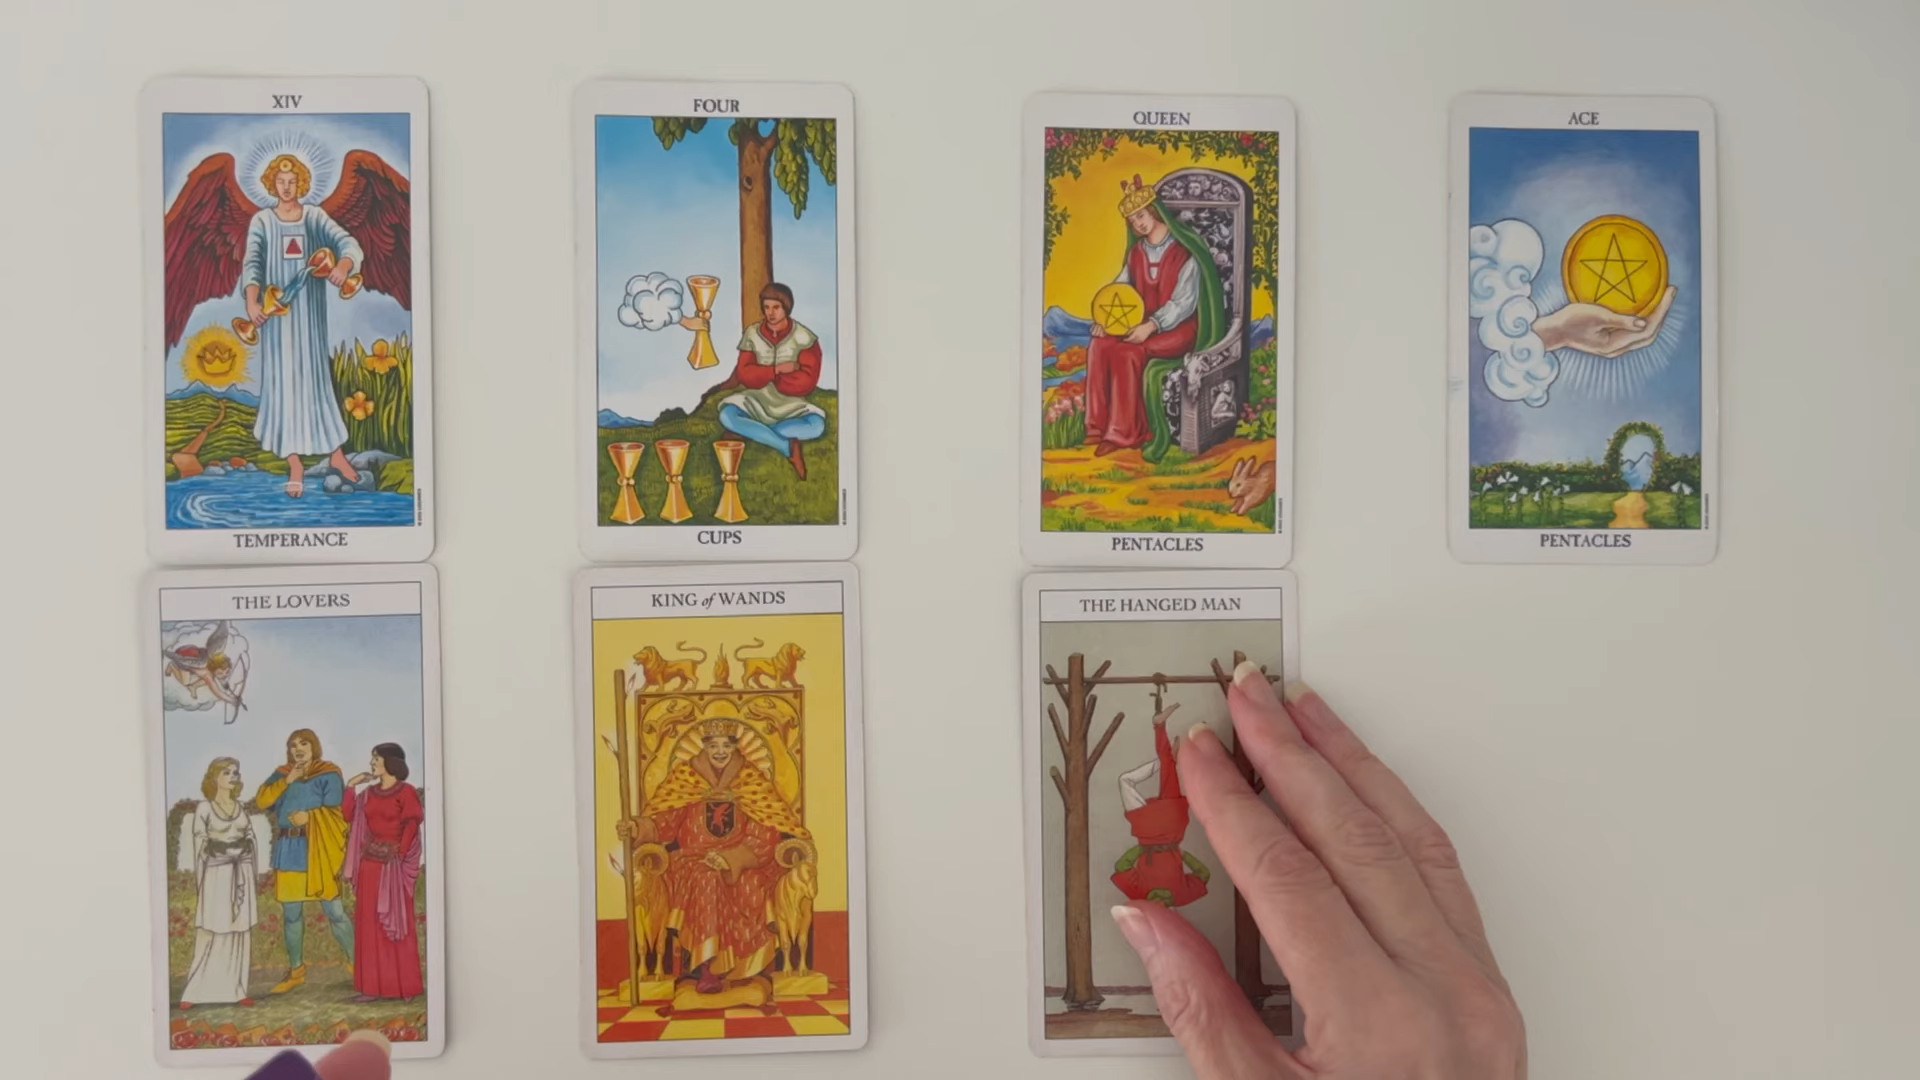 XIV
TEMPERANCE
FOUR
CUPS
QUEEN
PENTACLES
ACE
PENTACLES
THE LOVERS
KING of WANDS
THE HANGED MAN